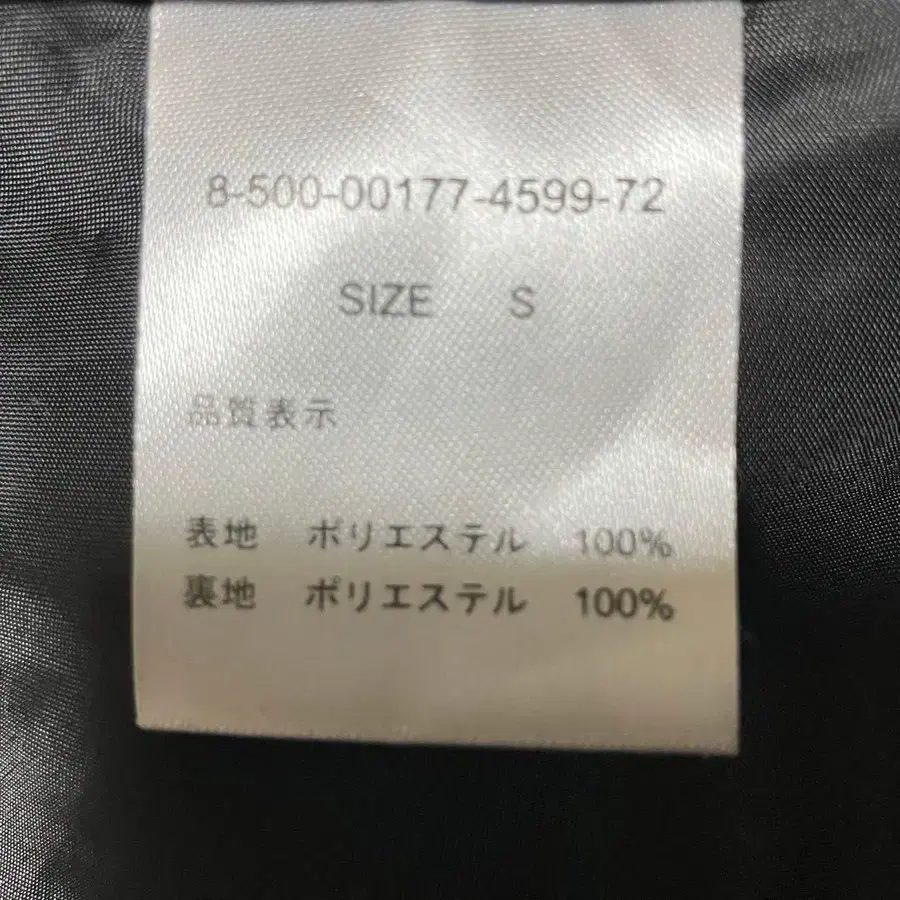 8-500-00177-4599-72
SIZE S
品質表示
表地 ポリエステル 100%
裏地 ポリエステル 100%